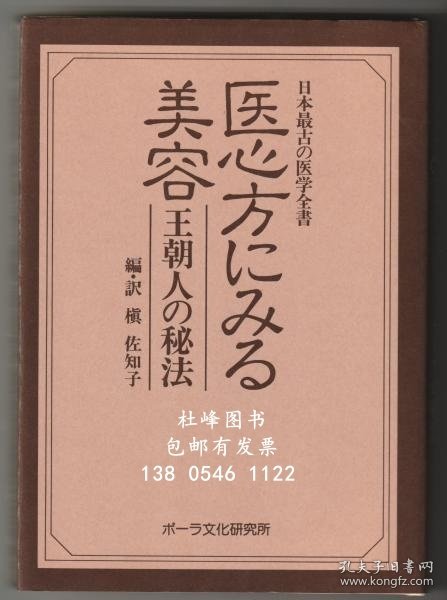 日本最古の医学全書
医心方にみる
美容
王朝人の秘法
編・訳 槇 佐知子
杜峰图书
包邮有发票
138 0546 1122
ポーラ文化研究所
孔夫子旧书网
www.kongfz.com